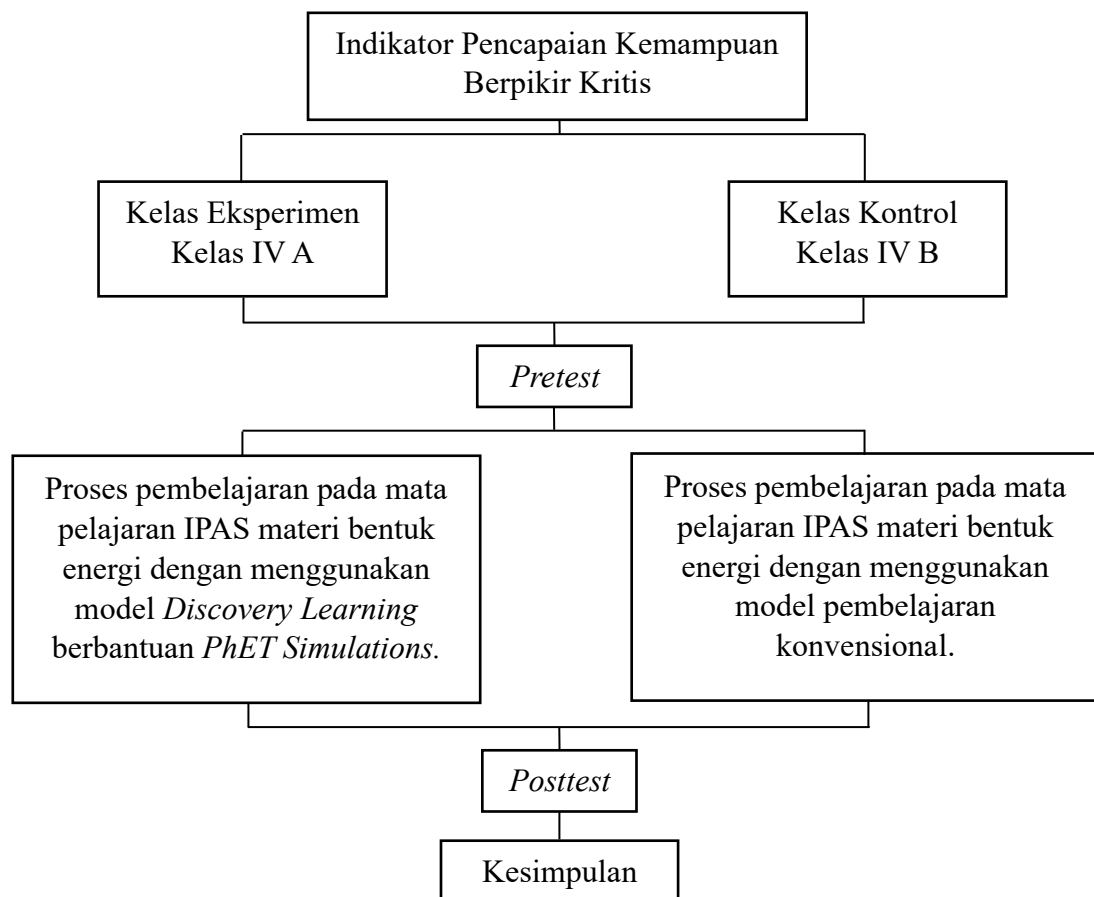 Indikator Pencapaian Kemampuan
Berpikir Kritis
Kelas Eksperimen
Kelas IV A
Kelas Kontrol
Kelas IV B
Pretest
Proses pembelajaran pada mata
pelajaran IPAS materi bentuk
energi dengan menggunakan
model Discovery Learning
berbantuan PhET Simulations.
Proses pembelajaran pada mata
pelajaran IPAS materi bentuk
energi dengan menggunakan
model pembelajaran
konvensional.
Posttest
Kesimpulan